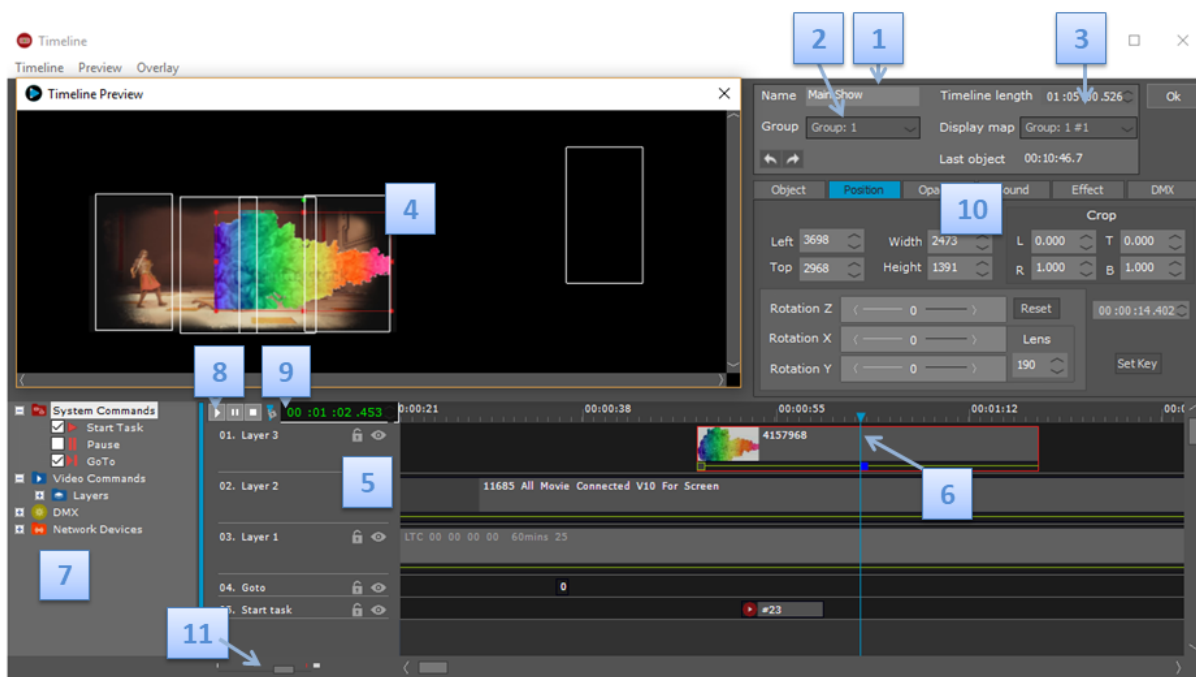 Timeline
Timeline Preview Overlay
Timeline Preview
2
1
3
Name Main Show Timeline length Ok
Group Group: 1 Display map Group: 1 #1
Last object 00:10:46.7
Object Position Effect DMX
4
10
Crop
Left 3698 Width 2473 L 0.000 T 0.000
Top 2968 Height 1391 R 1.000 B 1.000
Rotation Z 0 Reset 00:00:14.402
Rotation X 0 Lens
Rotation Y 0 190 Set Key
8
9
System Commands
Start Task
Pause
GoTo
Video Commands
Layers
DMX
Network Devices
7
00:01:02.453 0:00:21 00:00:38 00:00:55 00:01:12
01. Layer 3 4157968
5
6
02. Layer 2 11685 All Movie Connected V10 For Screen
03. Layer 1 LTC 00 00 00 00 60mins 25
04. Goto 0
Start task #23
11